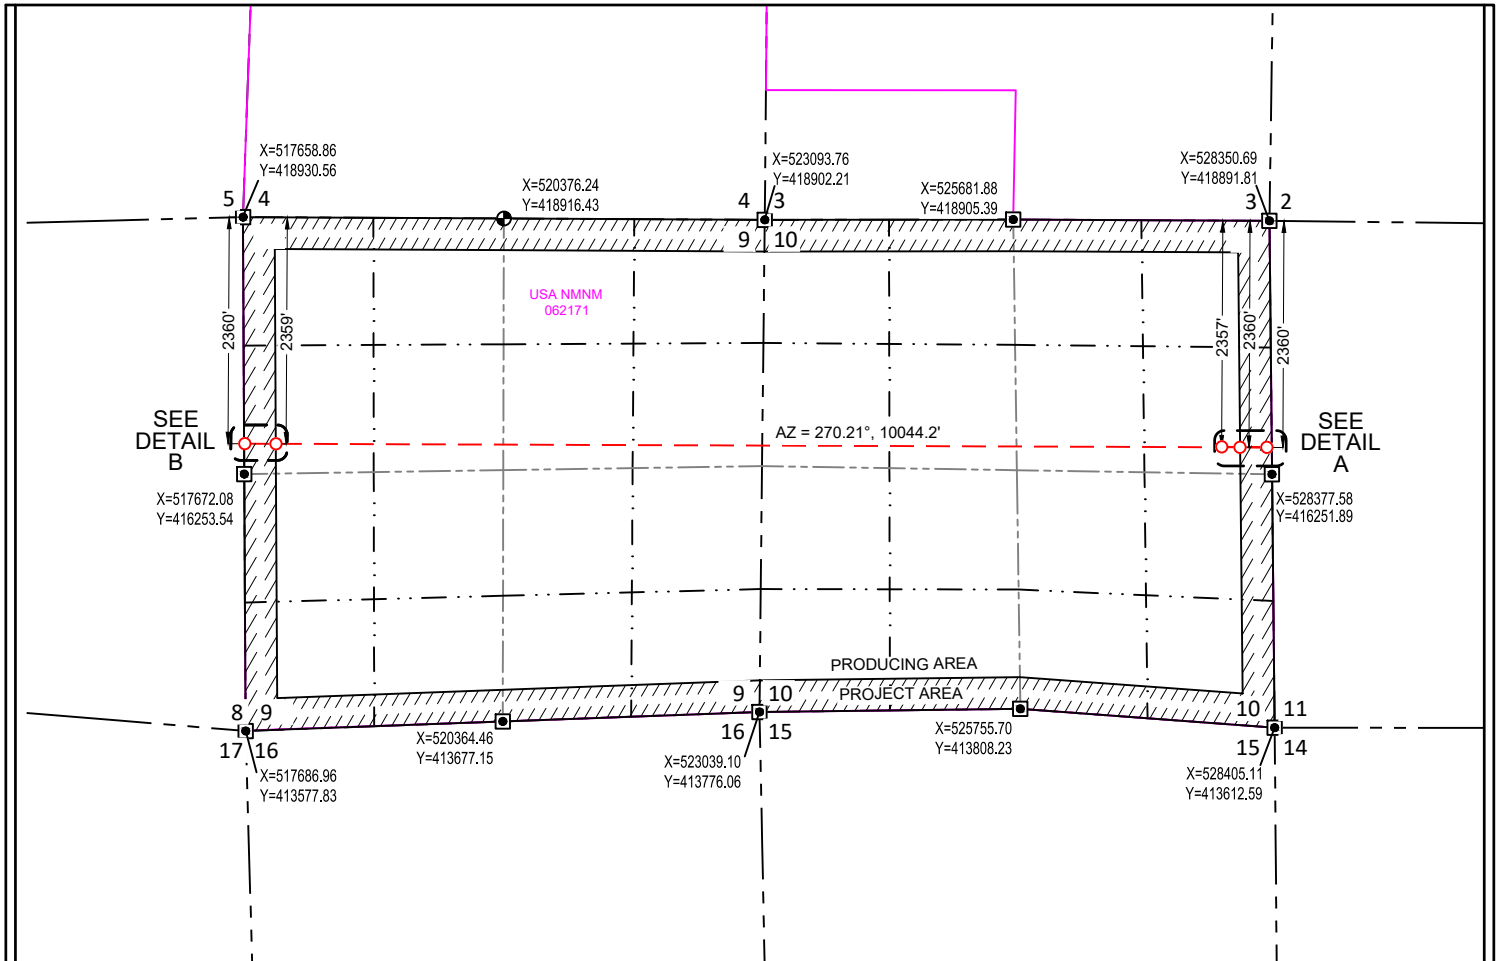 X=517658.86
Y=418930.56
X=520376.24
Y=418916.43
X=523093.76
Y=418902.21
X=525681.88
Y=418905.39
X=528350.69
Y=418891.81
5 4
4 3
9 10
3 2
USA NMNM
062171
2360'
2359'
2357'
2360'
2360'
SEE
DETAIL
B
AZ = 270.21°, 10044.2'
SEE
DETAIL
A
X=517672.08
Y=416253.54
X=528377.58
Y=416251.89
PRODUCING AREA
PROJECT AREA
8 9
17 16
9 10
16 15
10 11
15 14
X=517686.96
Y=413577.83
X=520364.46
Y=413677.15
X=523039.10
Y=413776.06
X=525755.70
Y=413808.23
X=528405.11
Y=413612.59